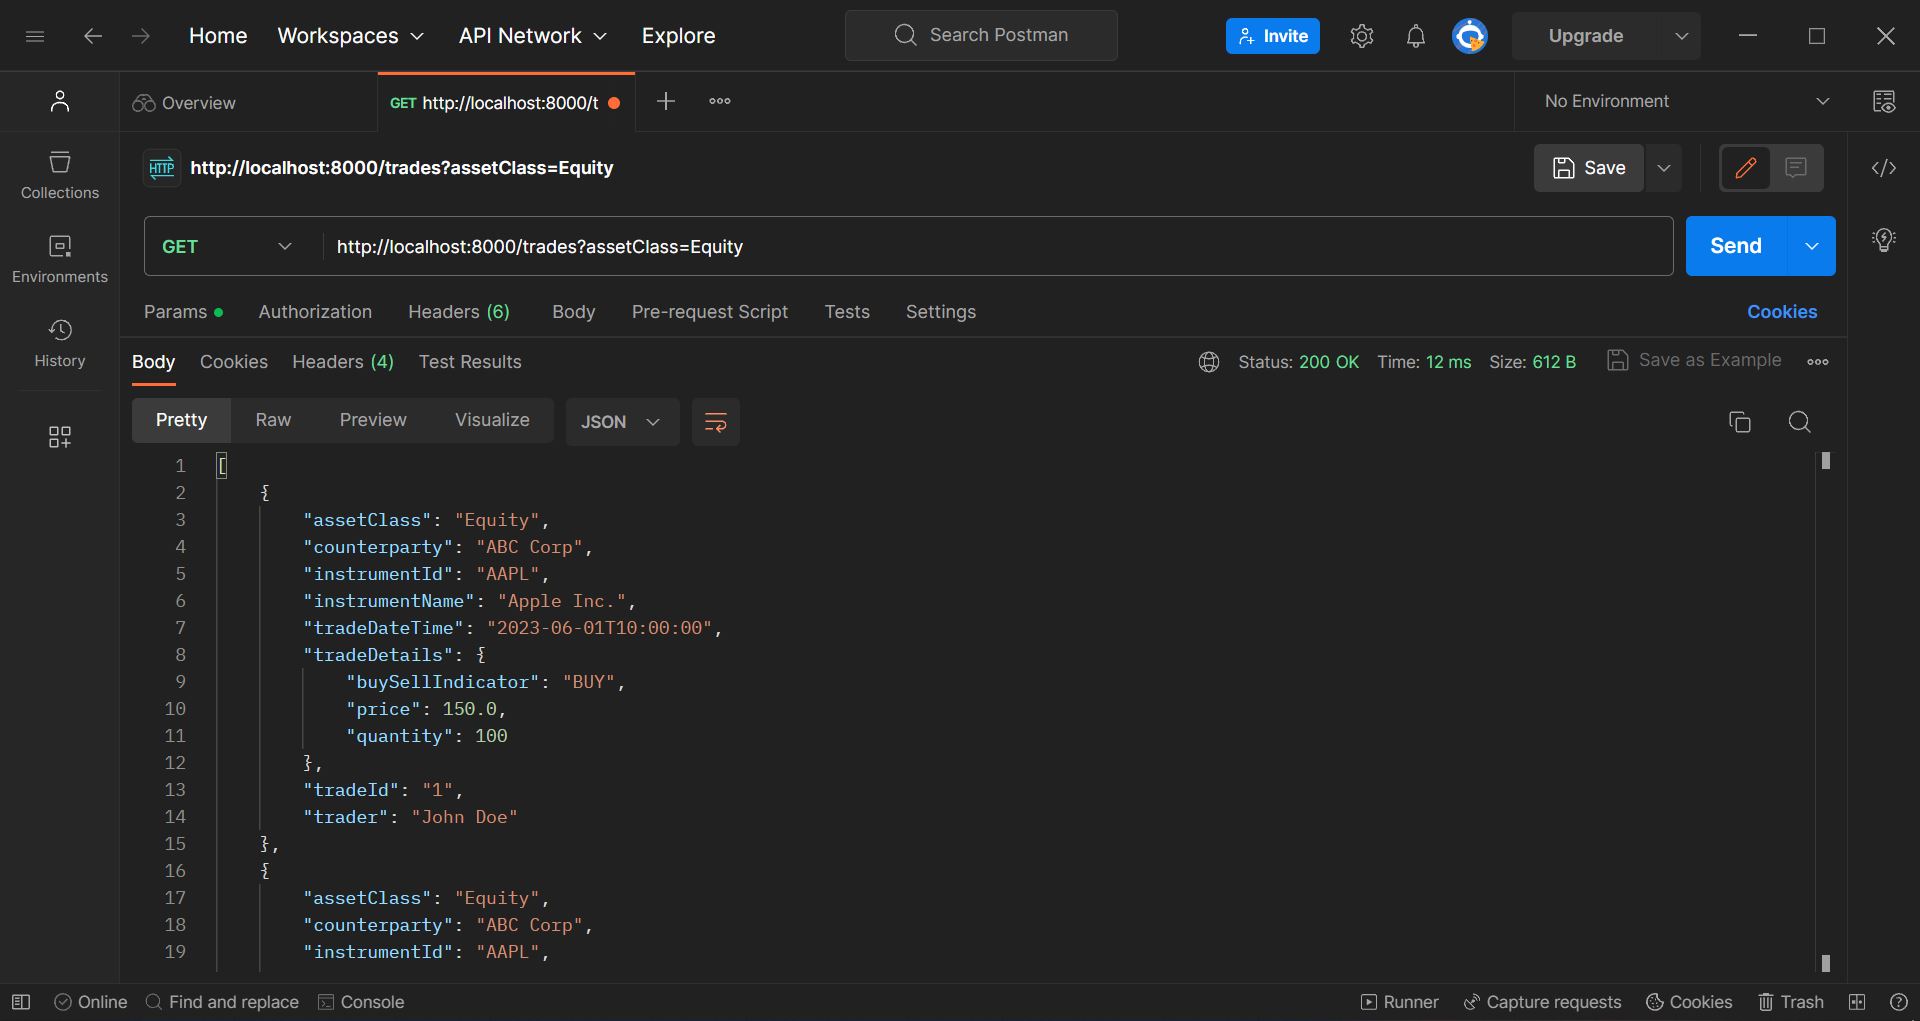 Home Workspaces API Network Explore Search Postman Invite Upgrade
Overview GET http://localhost:8000/t No Environment
HTTP http://localhost:8000/trades?assetClass=Equity Save
Collections
GET http://localhost:8000/trades?assetClass=Equity Send
Environments
Params Authorization Headers (6) Body Pre-request Script Tests Settings Cookies
History
Body Cookies Headers (4) Test Results Status: 200 OK Time: 12 ms Size: 612 B Save as Example
Pretty Raw Preview Visualize JSON
1 [
2 {
3 "assetClass": "Equity",
4 "counterparty": "ABC Corp",
5 "instrumentId": "AAPL",
6 "instrumentName": "Apple Inc.",
7 "tradeDateTime": "2023-06-01T10:00:00",
8 "tradeDetails": {
9 "buySellIndicator": "BUY",
10 "price": 150.0,
11 "quantity": 100
12 },
13 "tradeId": "1",
14 "trader": "John Doe"
15 },
16 {
17 "assetClass": "Equity",
18 "counterparty": "ABC Corp",
19 "instrumentId": "AAPL",
Online Find and replace Console Runner Capture requests Cookies Trash